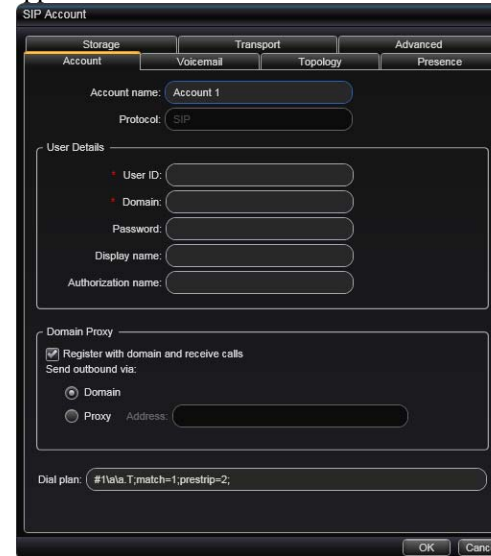 SIP Account
Storage Transport Advanced
Account Voicemail Topology Presence
Account name: Account 1
Protocol: SIP
User Details
* User ID:
* Domain:
Password:
Display name:
Authorization name:
Domain Proxy
Register with domain and receive calls
Send outbound via:
Domain
Proxy Address:
Dial plan: #1\a\a.T;match=1;prestrip=2;
OK Canc